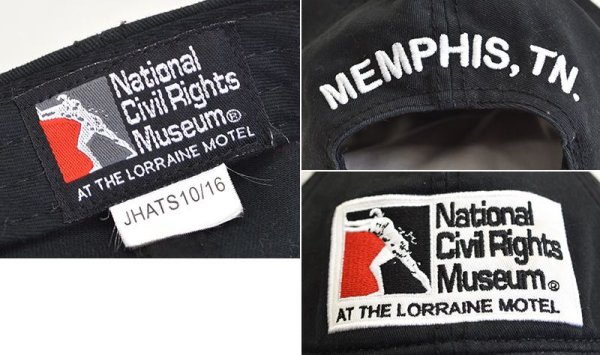 National
Civil Rights
Museum®
AT THE LORRAINE MOTEL
JHATS10/16
MEMPHIS, TN.
National
Civil Rights
Museum®
AT THE LORRAINE MOTEL